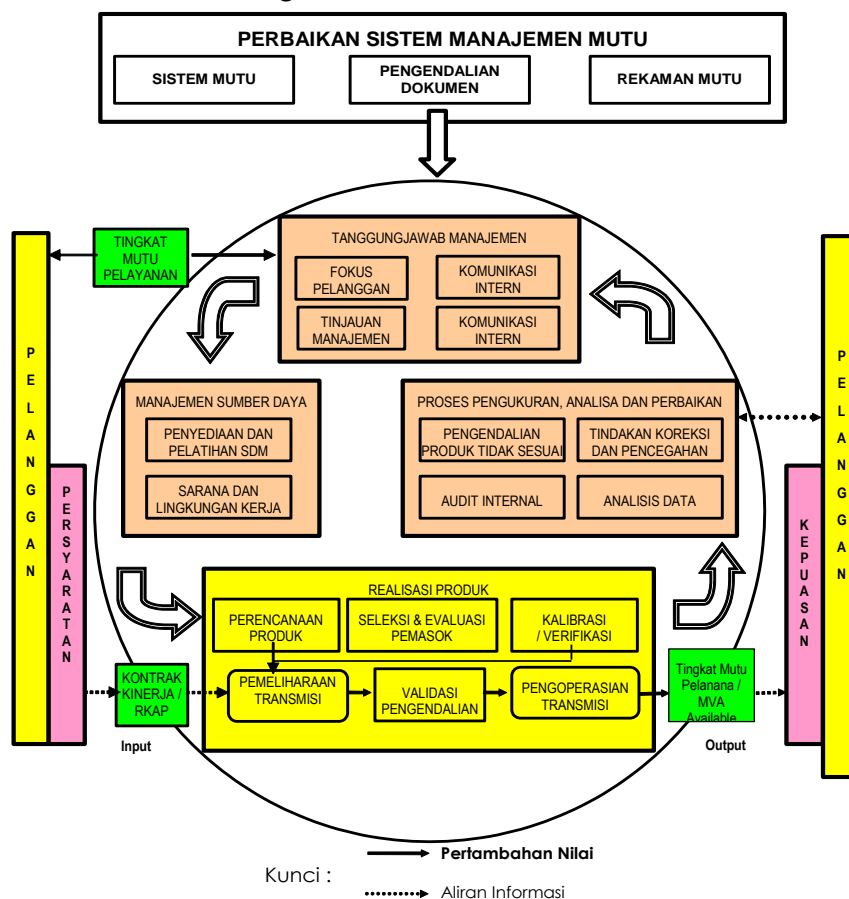 PERBAIKAN SISTEM MANAJEMEN MUTU
SISTEM MUTU
PENGENDALIAN
DOKUMEN
REKAMAN MUTU
TINGKAT
MUTU
PELAYANAN
TANGGUNGJAWAB MANAJEMEN
FOKUS
PELANGGAN
KOMUNIKASI
INTERN
TINJAUAN
MANAJEMEN
KOMUNIKASI
INTERN
PELANGGAN
PERSYARATAN
MANAJEMEN SUMBER DAYA
PENYEDIAAN DAN
PELATIHAN SDM
SARANA DAN
LINGKUNGAN KERJA
PROSES PENGUKURAN, ANALISA DAN PERBAIKAN
PENGENDALIAN
PRODUK TIDAK SESUAI
TINDAKAN KOREKSI
DAN PENCEGAHAN
AUDIT INTERNAL
ANALISIS DATA
PELANGGAN
KEPUASAN
REALISASI PRODUK
PERENCANAAN
PRODUK
SELEKSI & EVALUASI
PEMASOK
KALIBRASI
/ VERIFIKASI
KONTRAK
KINERJA /
RKAP
PEMELIHARAAN
TRANSMISI
VALIDASI
PENGENDALIAN
PENGOPERASIAN
TRANSMISI
Tingkat Mutu
Pelanana /
MVA
Available
Input
Output
Kunci :
Pertambahan Nilai
Aliran Informasi